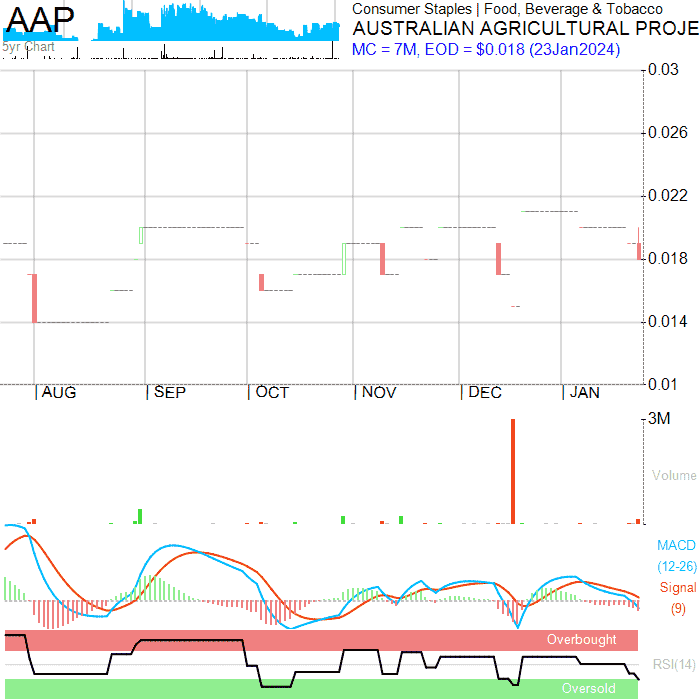 AAP
5yr Chart
Consumer Staples | Food, Beverage & Tobacco
AUSTRALIAN AGRICULTURAL PROJE
MC = 7M, EOD = $0.018 (23Jan2024)
0.03
0.026
0.022
0.018
0.014
0.01
AUG SEP OCT NOV DEC JAN
3M
Volume
MACD
(12-26)
Signal
(9)
Overbought
RSI(14)
Oversold